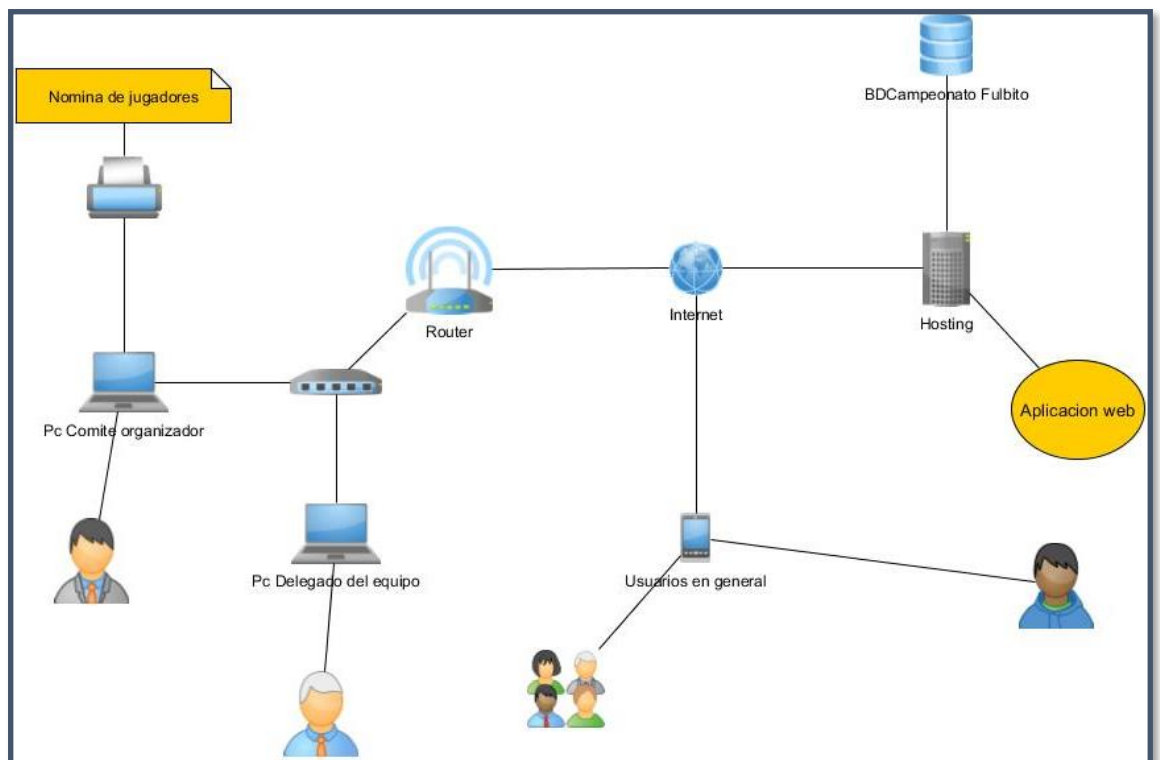 BDCampeonato Fulbito
Nomina de jugadores
Router
Internet
Hosting
Aplicacion web
Pc Comite organizador
Pc Delegado del equipo
Usuarios en general